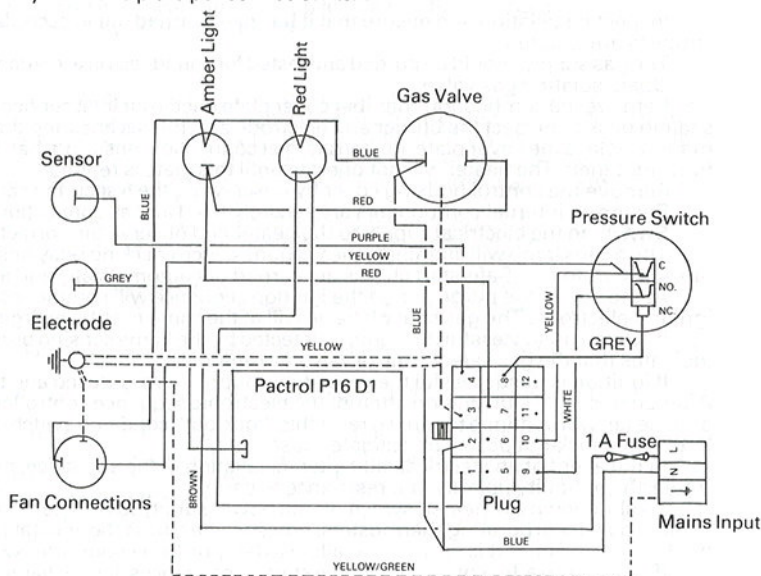 Amber Light
Red Light
Gas Valve
Sensor
BLUE
BLUE
RED
Pressure Switch
PURPLE
YELLOW
C
GREY
RED
NO.
Electrode
BLUE
YELLOW
NC
YELLOW
GREY
Pactrol P16 D1
4 8 12
3 7 11
WHITE
2 6 10
1 A Fuse
L
N
1 5 9
BROWN
Fan Connections
Plug
Mains Input
BLUE
YELLOW/GREEN